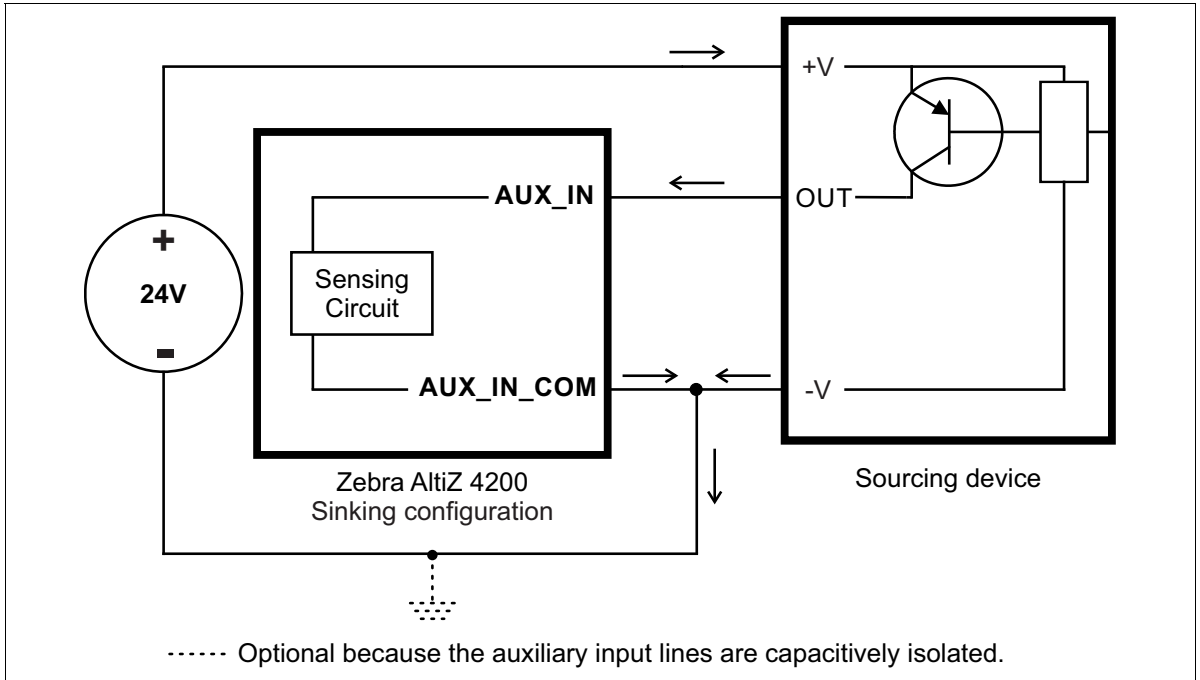 +V
AUX_IN
OUT
+
24V
-
Sensing
Circuit
AUX_IN_COM
-V
Zebra AltiZ 4200
Sinking configuration
Sourcing device
Optional because the auxiliary input lines are capacitively isolated.